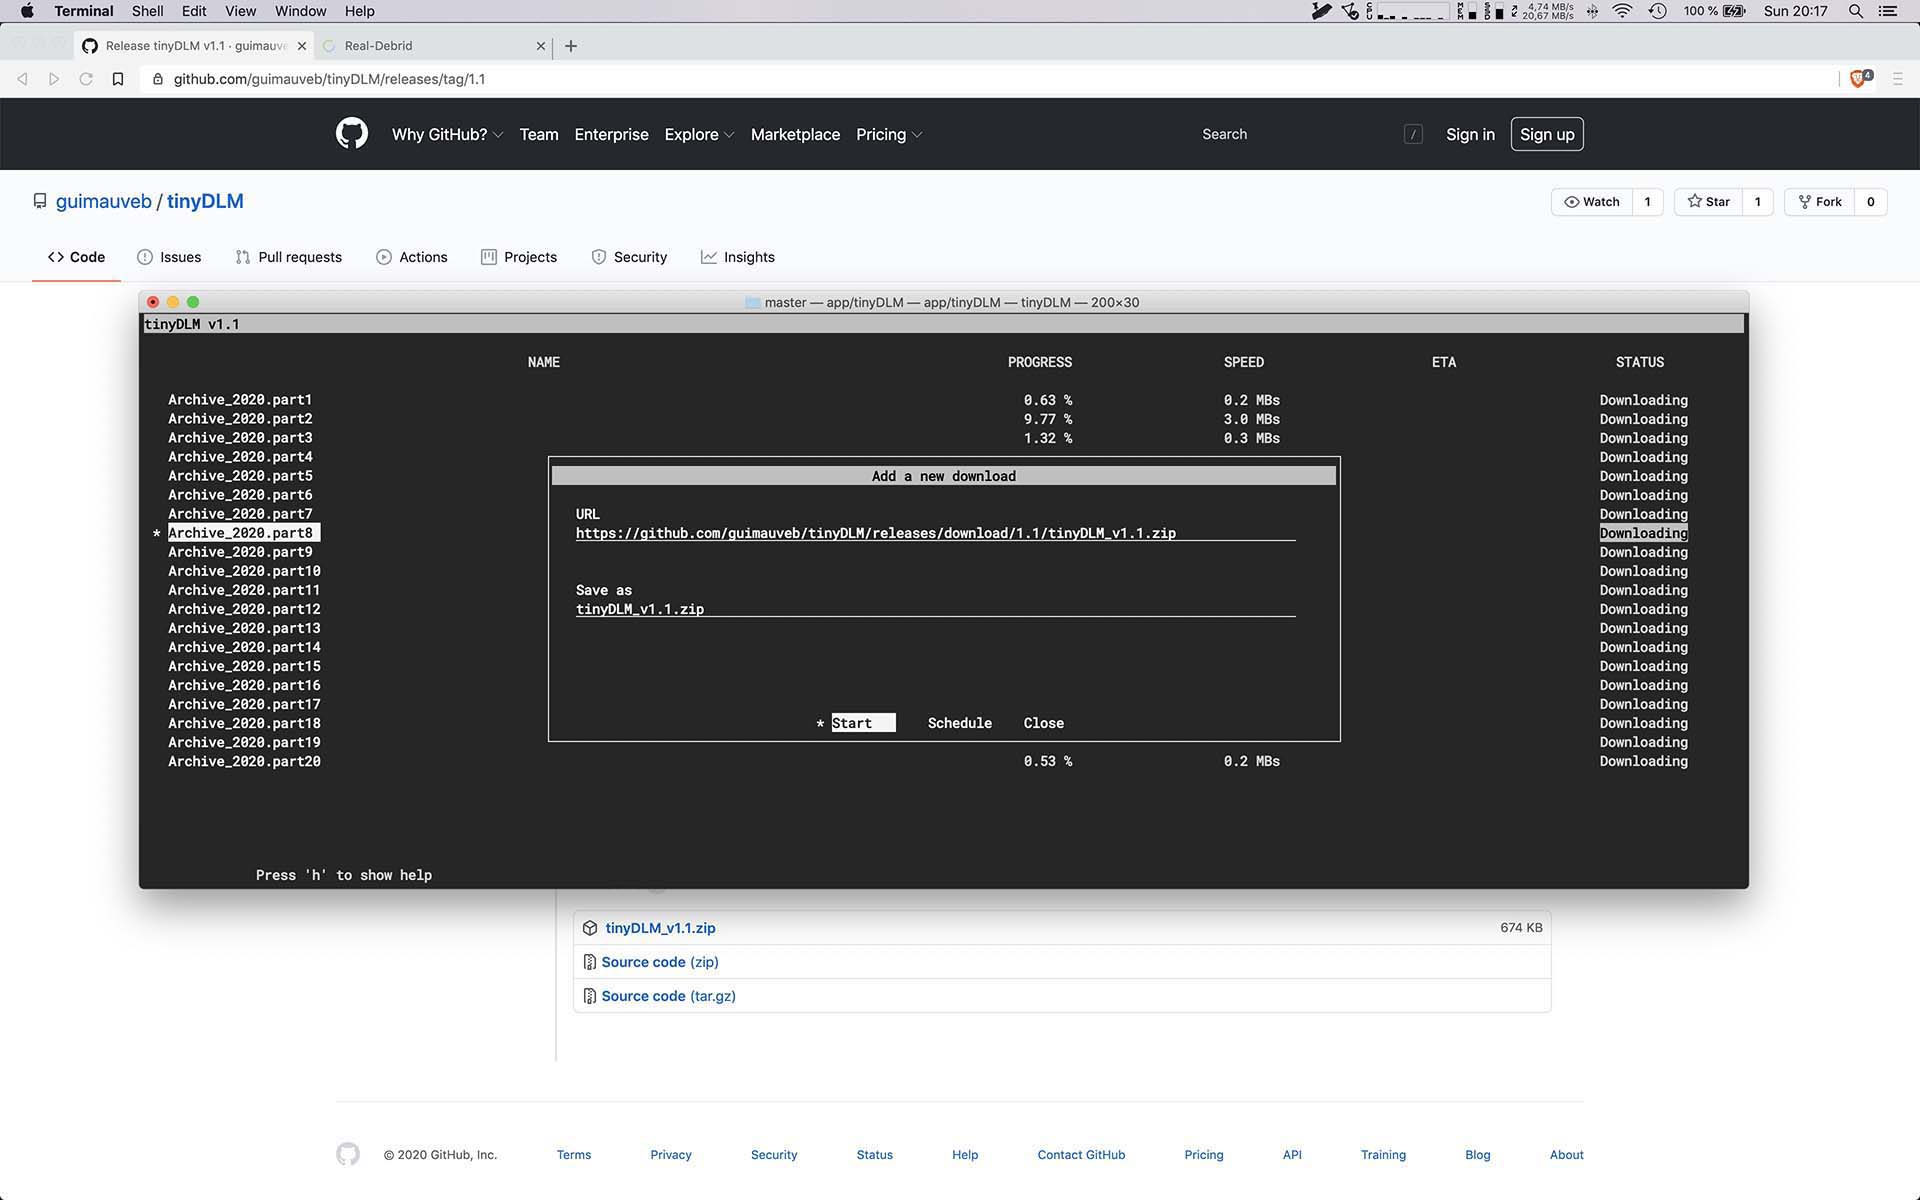 Terminal Shell Edit View Window Help
4,74 MB/s
20,67 MB/s
100 %
Sun 20:17
Release tinyDLM v1.1 · guimauve
Real-Debrid
github.com/guimauveb/tinyDLM/releases/tag/1.1
4
Why GitHub? Team Enterprise Explore Marketplace Pricing
Search
/
Sign in Sign up
guimauveb / tinyDLM
Watch 1 Star 1 Fork 0
Code Issues Pull requests Actions Projects Security Insights
master — app/tinyDLM — app/tinyDLM — tinyDLM — 200×30
tinyDLM v1.1
NAME PROGRESS SPEED ETA STATUS
Archive_2020.part1 0.63 % 0.2 MBs Downloading
Archive_2020.part2 9.77 % 3.0 MBs Downloading
Archive_2020.part3 1.32 % 0.3 MBs Downloading
Archive_2020.part4 Downloading
Archive_2020.part5 Downloading
Archive_2020.part6 Downloading
Archive_2020.part7 Downloading
* Archive_2020.part8 Downloading
Archive_2020.part9 Downloading
Archive_2020.part10 Downloading
Archive_2020.part11 Downloading
Archive_2020.part12 Downloading
Archive_2020.part13 Downloading
Archive_2020.part14 Downloading
Archive_2020.part15 Downloading
Archive_2020.part16 Downloading
Archive_2020.part17 Downloading
Archive_2020.part18 Downloading
Archive_2020.part19 Downloading
Archive_2020.part20 0.53 % 0.2 MBs Downloading
Add a new download
URL
https://github.com/guimauveb/tinyDLM/releases/download/1.1/tinyDLM_v1.1.zip
Save as
tinyDLM_v1.1.zip
* Start Schedule Close
Press 'h' to show help
tinyDLM_v1.1.zip 674 KB
Source code (zip)
Source code (tar.gz)
© 2020 GitHub, Inc. Terms Privacy Security Status Help Contact GitHub Pricing API Training Blog About